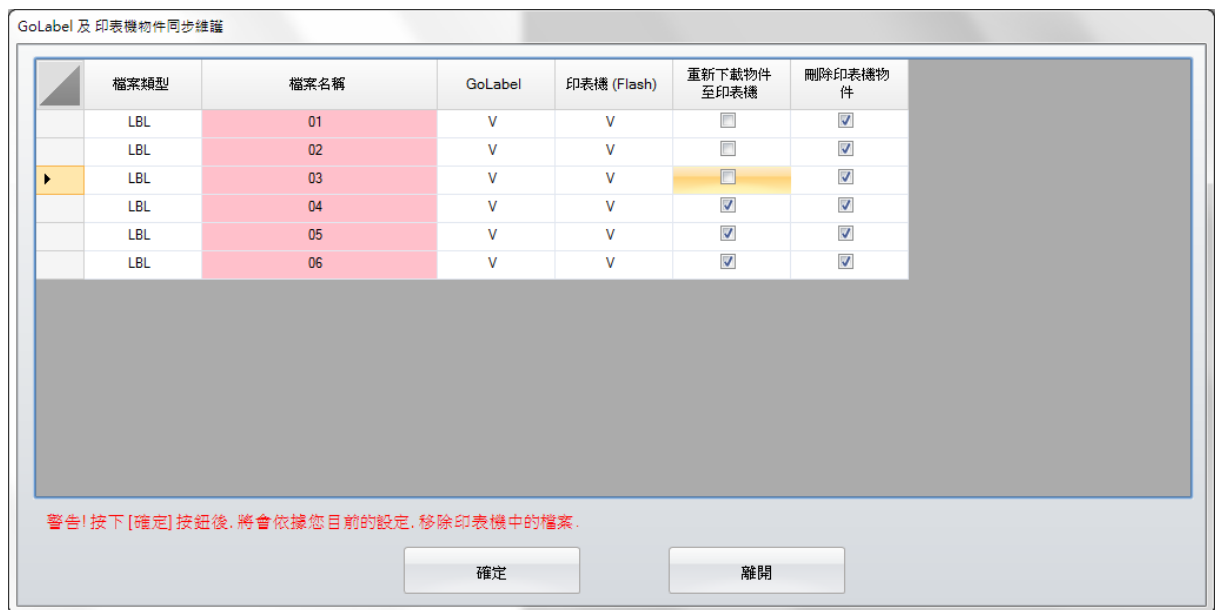 GoLabel 及 印表機物件同步維護
檔案類型 檔案名稱 GoLabel 印表機 (Flash) 重新下載物件 刪除印表機物
至印表機 件
LBL 01 V V
LBL 02 V V
LBL 03 V V
LBL 04 V V
LBL 05 V V
LBL 06 V V
警告! 按下 [確定] 按鈕後, 將會依據您目前的設定, 移除印表機中的檔案.
確定 離開